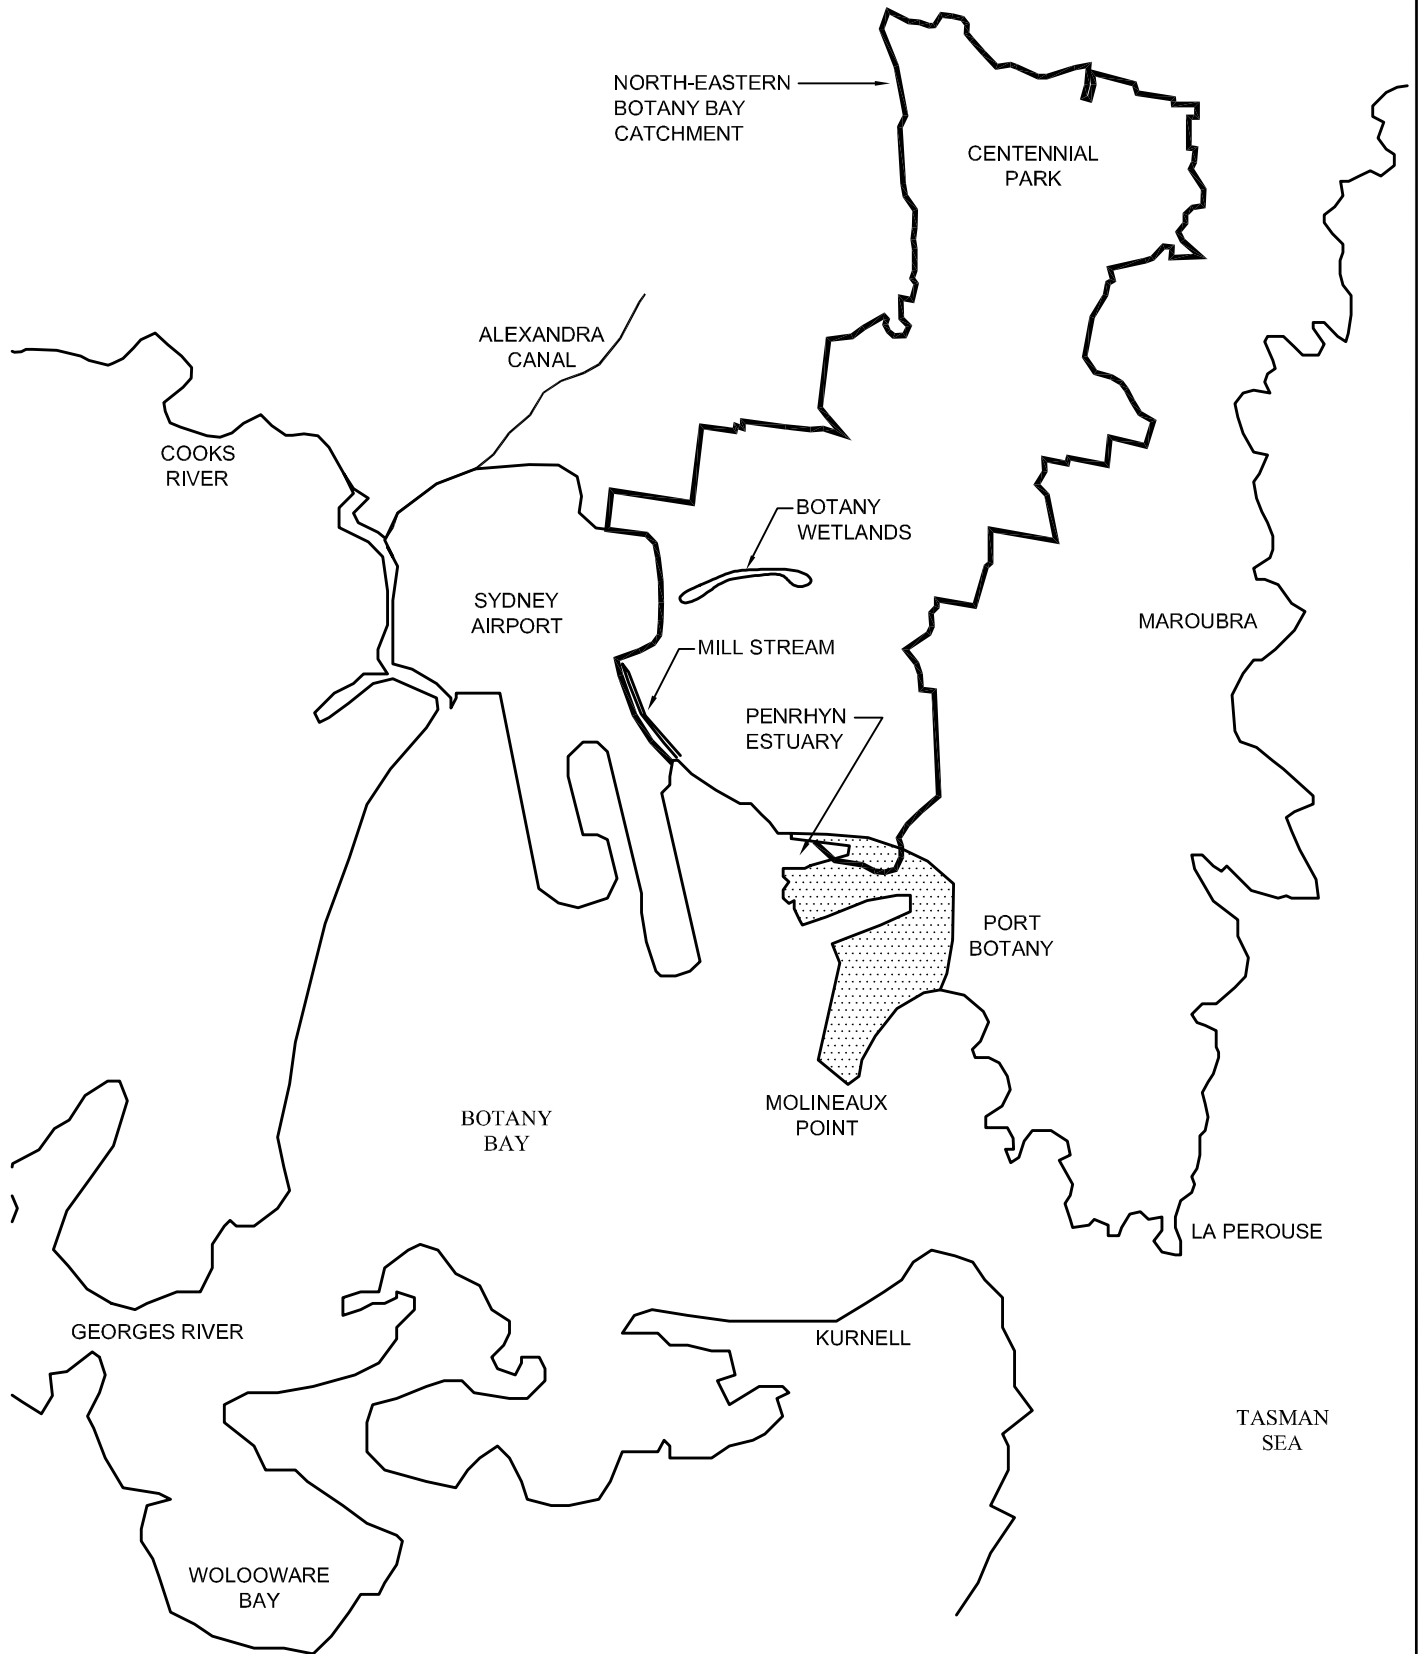 NORTH-EASTERN
BOTANY BAY
CATCHMENT
CENTENNIAL
PARK
ALEXANDRA
CANAL
COOKS
RIVER
BOTANY
WETLANDS
SYDNEY
AIRPORT
MAROUBRA
MILL STREAM
PENRHYN
ESTUARY
PORT
BOTANY
MOLINEAUX
POINT
BOTANY
BAY
LA PEROUSE
GEORGES RIVER
KURNELL
TASMAN
SEA
WOLOOWARE
BAY